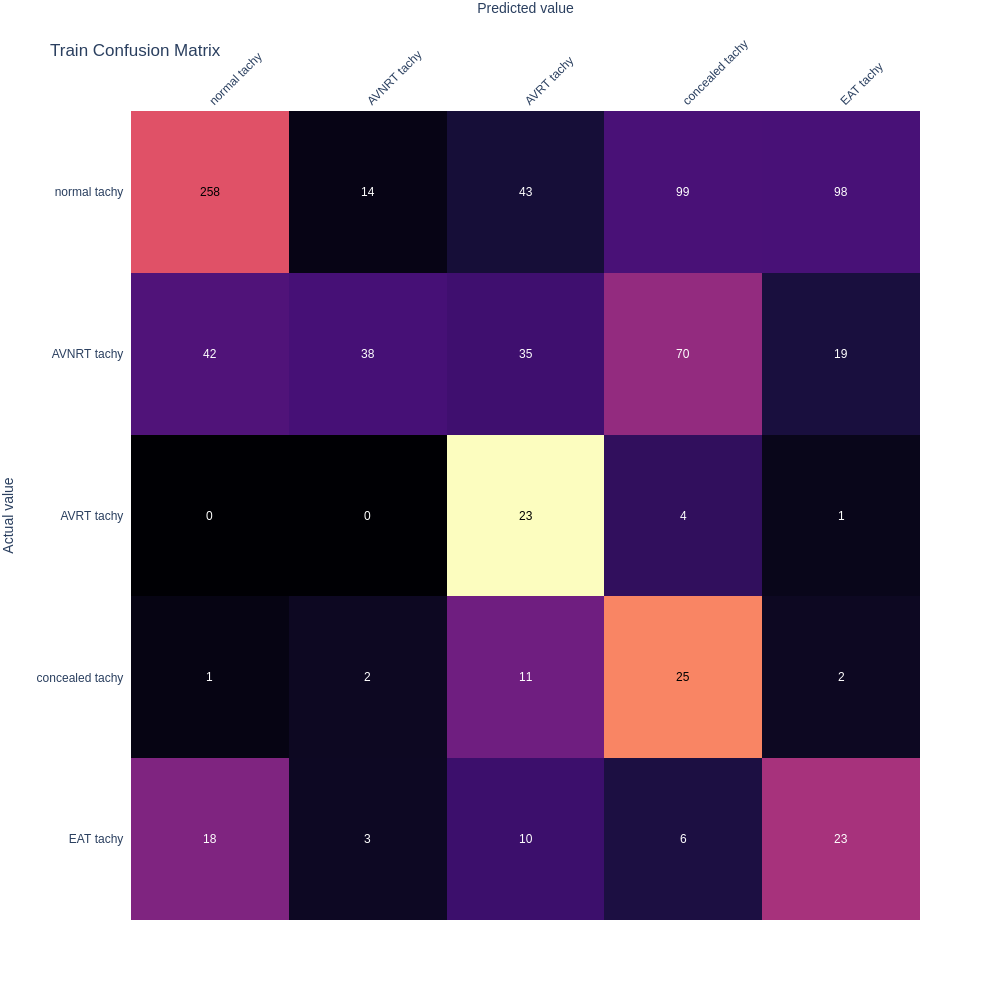 Predicted value
Train Confusion Matrix
normal tachy
AVNRT tachy
AVRT tachy
concealed tachy
EAT tachy
Actual value
normal tachy 258 14 43 99 98
AVNRT tachy 42 38 35 70 19
AVRT tachy 0 0 23 4 1
concealed tachy 1 2 11 25 2
EAT tachy 18 3 10 6 23